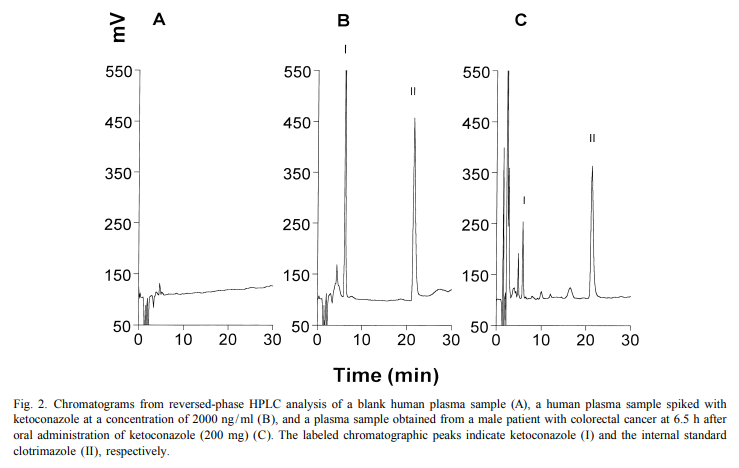 mV
A
B
C
I
II
I
II
550
450
350
250
150
50
550
450
350
250
150
50
550
450
350
250
150
50
0 10 20 30
0 10 20 30
0 10 20 30
Time (min)
Fig. 2. Chromatograms from reversed-phase HPLC analysis of a blank human plasma sample (A), a human plasma sample spiked with
ketoconazole at a concentration of 2000 ng/ml (B), and a plasma sample obtained from a male patient with colorectal cancer at 6.5 h after
oral administration of ketoconazole (200 mg) (C). The labeled chromatographic peaks indicate ketoconazole (I) and the internal standard
clotrimazole (II), respectively.